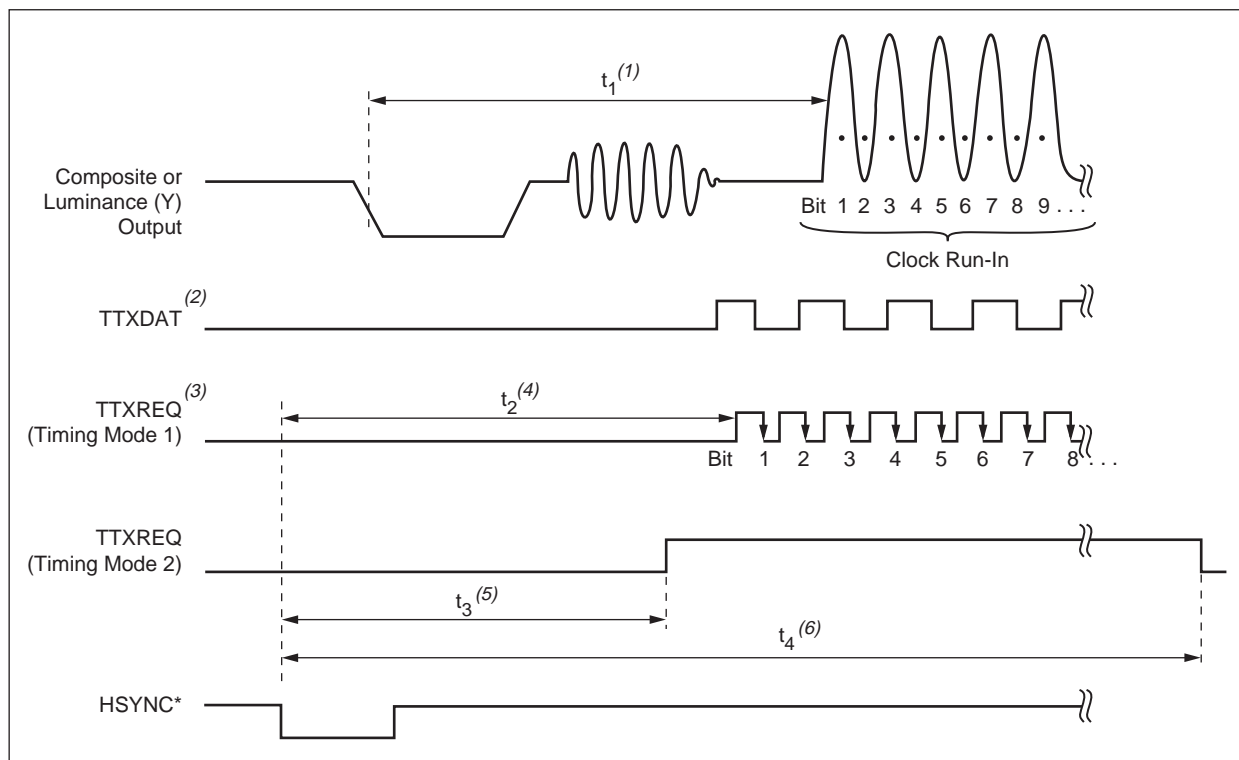 t1(1)
Composite or
Luminance (Y)
Output
Bit 1 2 3 4 5 6 7 8 9 . . .
Clock Run-In
TTXDAT(2)
TTXREQ(3)
(Timing Mode 1)
t2(4)
Bit 1 2 3 4 5 6 7 8 . . .
TTXREQ
(Timing Mode 2)
t3(5)
t4(6)
HSYNC*